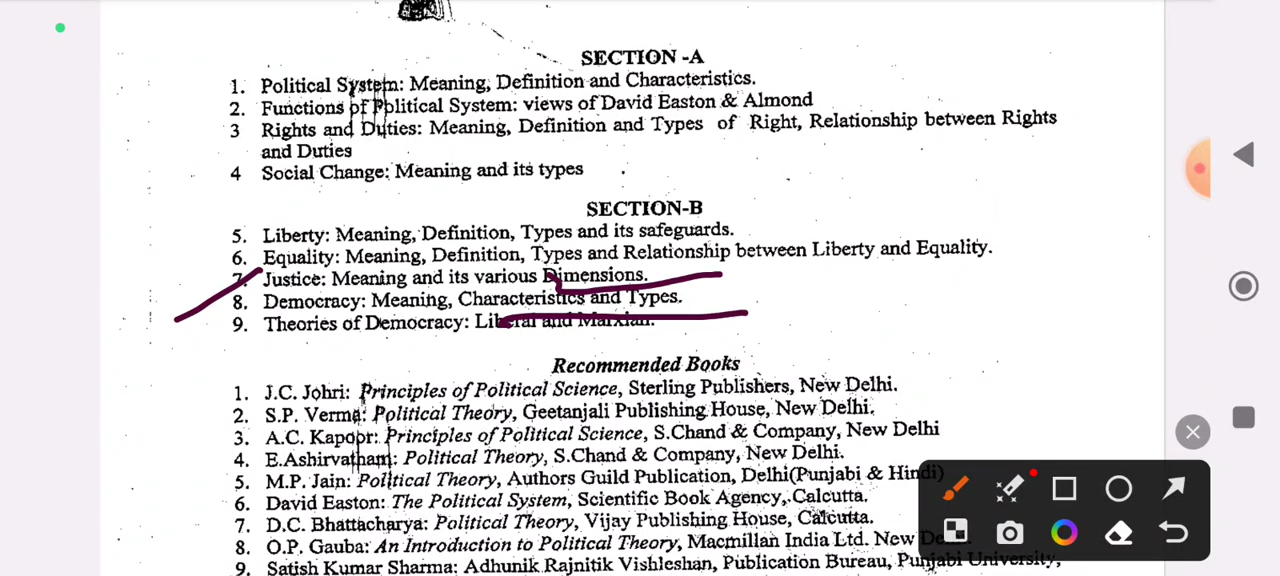 SECTION -A
1. Political System: Meaning, Definition and Characteristics.
2. Functions of Political System: views of David Easton & Almond
3 Rights and Duties: Meaning, Definition and Types of Right, Relationship between Rights
and Duties
4 Social Change: Meaning and its types
SECTION-B
5. Liberty: Meaning, Definition, Types and its safeguards.
6. Equality: Meaning, Definition, Types and Relationship between Liberty and Equality.
7. Justice: Meaning and its various Dimensions.
8. Democracy: Meaning, Characteristics and Types.
9. Theories of Democracy: Liberal and Marxian.
Recommended Books
1. J.C. Johri: Principles of Political Science, Sterling Publishers, New Delhi.
2. S.P. Verma: Political Theory, Geetanjali Publishing House, New Delhi.
3. A.C. Kapoor: Principles of Political Science, S.Chand & Company, New Delhi
4. E.Ashirvatham: Political Theory, S.Chand & Company, New Delhi.
5. M.P. Jain: Political Theory, Authors Guild Publication, Delhi(Punjabi & Hindi)
6. David Easton: The Political System, Scientific Book Agency, Calcutta.
7. D.C. Bhattacharya: Political Theory, Vijay Publishing House, Calcutta.
8. O.P. Gauba: An Introduction to Political Theory, Macmillan India Ltd. New
9. Satish Kumar Sharma: Adhunik Rajnitik Vishleshan, Publication Bureau, Punjabi University,